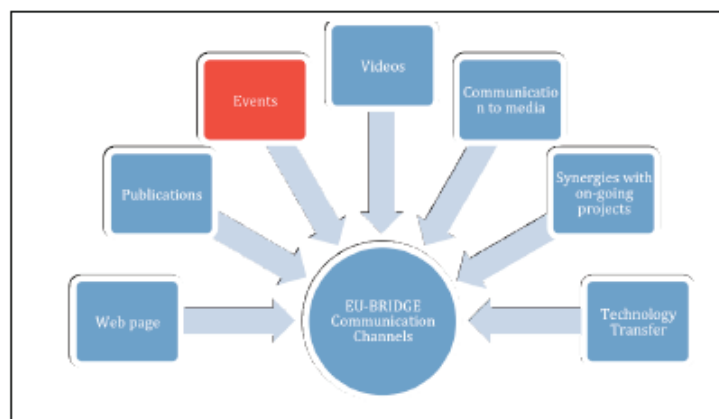 Videos
Events
Communicatio
n to media
Publications
Synergies with
on-going
projects
Web page
EU-BRIDGE
Communication
Channels
Technology
Transfer